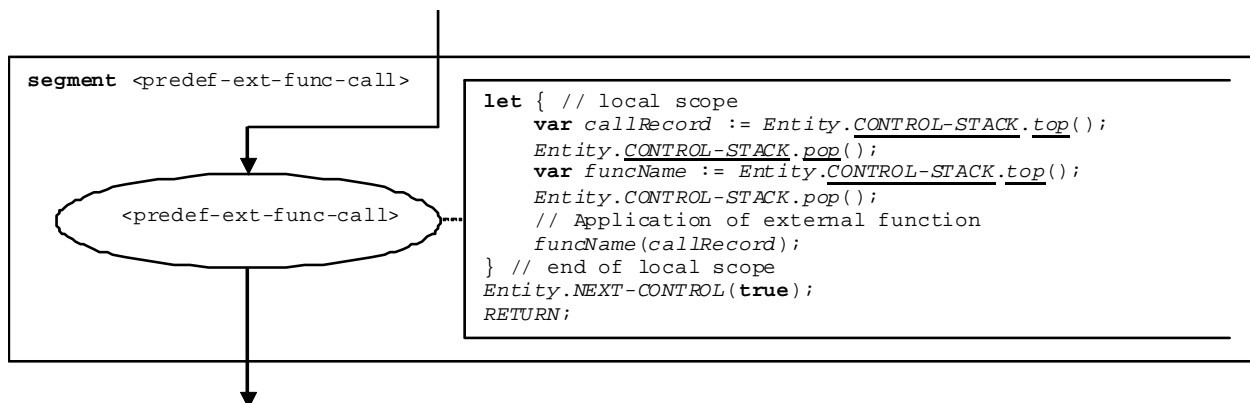 segment <predef-ext-func-call>
<predef-ext-func-call>
let { // local scope
var callRecord := Entity.CONTROL-STACK.top();
Entity.CONTROL-STACK.pop();
var funcName := Entity.CONTROL-STACK.top();
Entity.CONTROL-STACK.pop();
// Application of external function
funcName(callRecord);
} // end of local scope
Entity.NEXT-CONTROL(true);
RETURN;